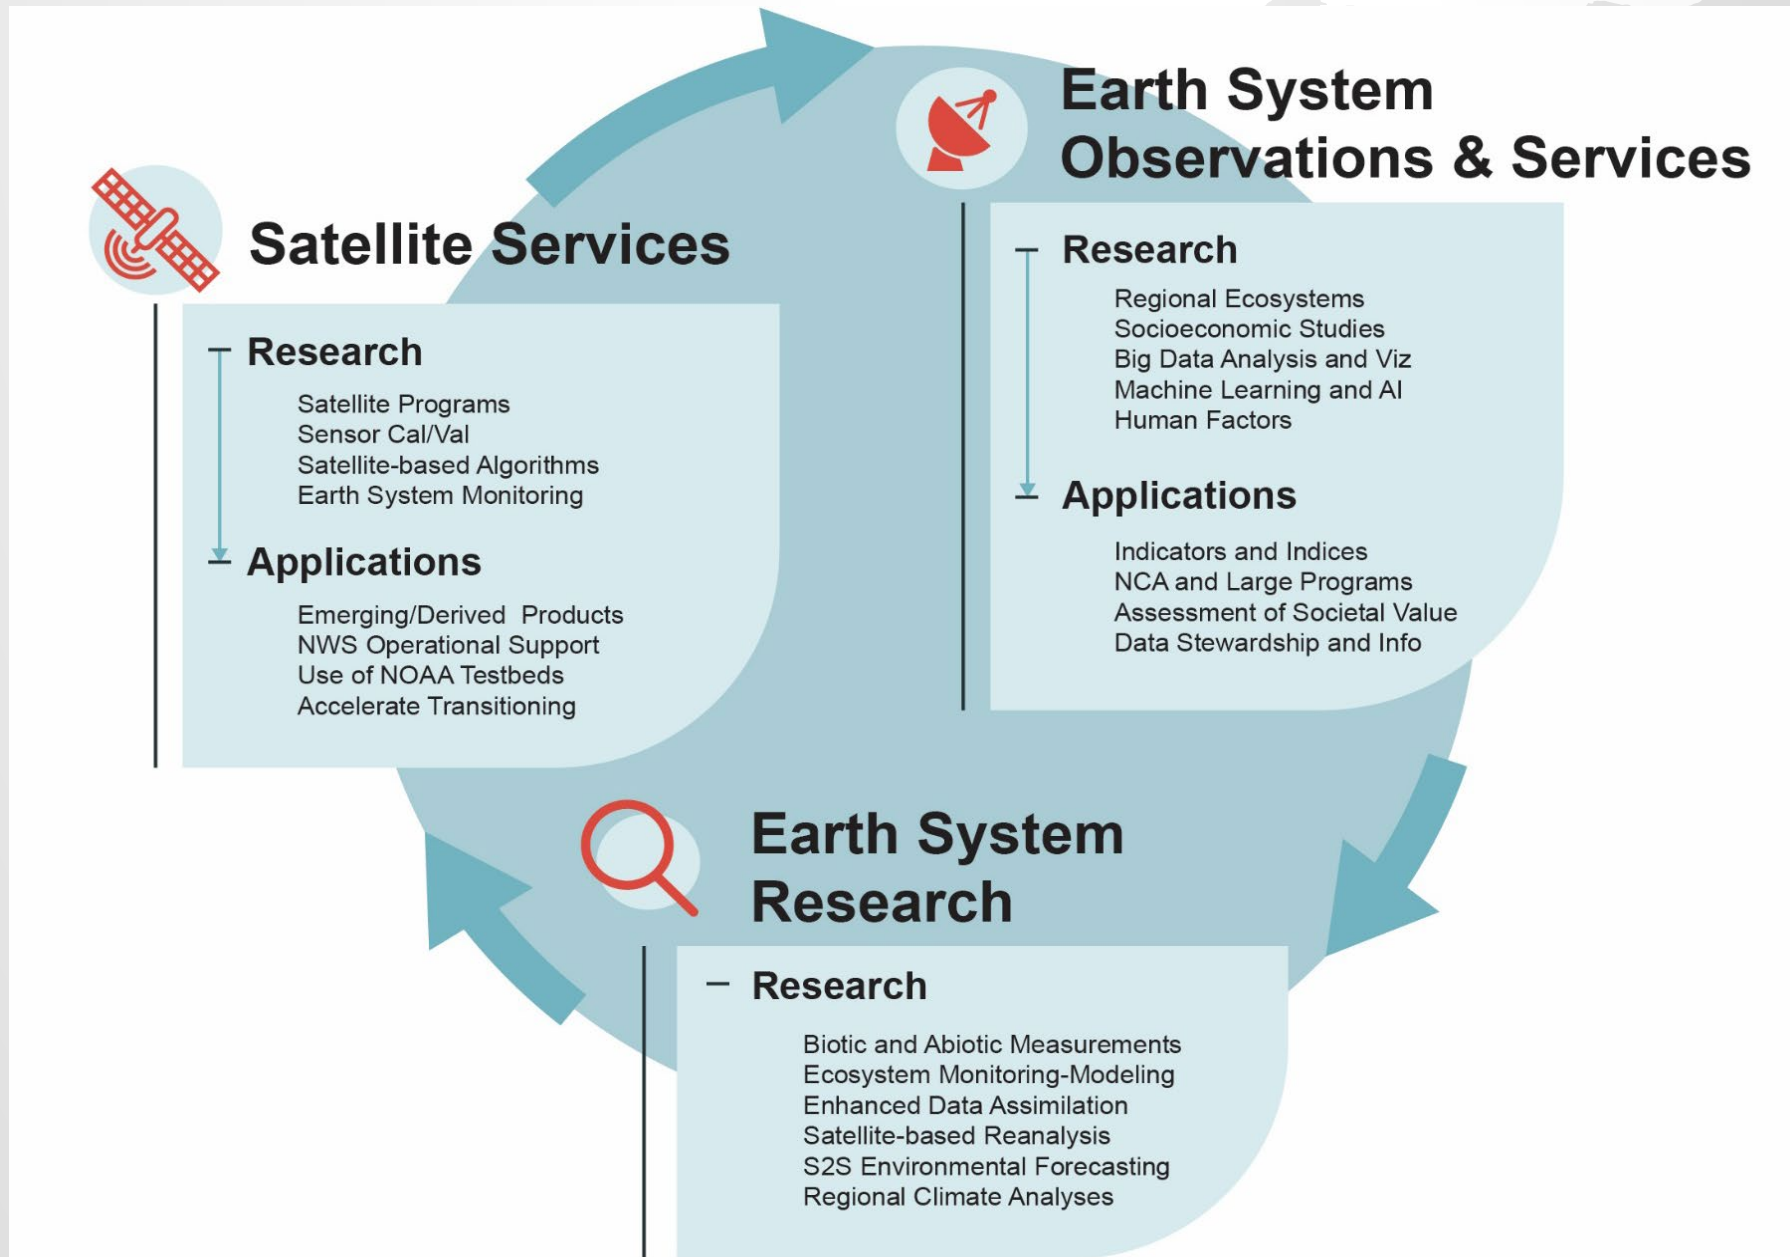 Satellite Services
Research
Satellite Programs
Sensor Cal/Val
Satellite-based Algorithms
Earth System Monitoring
Applications
Emerging/Derived Products
NWS Operational Support
Use of NOAA Testbeds
Accelerate Transitioning
Earth System
Observations & Services
Research
Regional Ecosystems
Socioeconomic Studies
Big Data Analysis and Viz
Machine Learning and AI
Human Factors
Applications
Indicators and Indices
NCA and Large Programs
Assessment of Societal Value
Data Stewardship and Info
Earth System
Research
Research
Biotic and Abiotic Measurements
Ecosystem Monitoring-Modeling
Enhanced Data Assimilation
Satellite-based Reanalysis
S2S Environmental Forecasting
Regional Climate Analyses